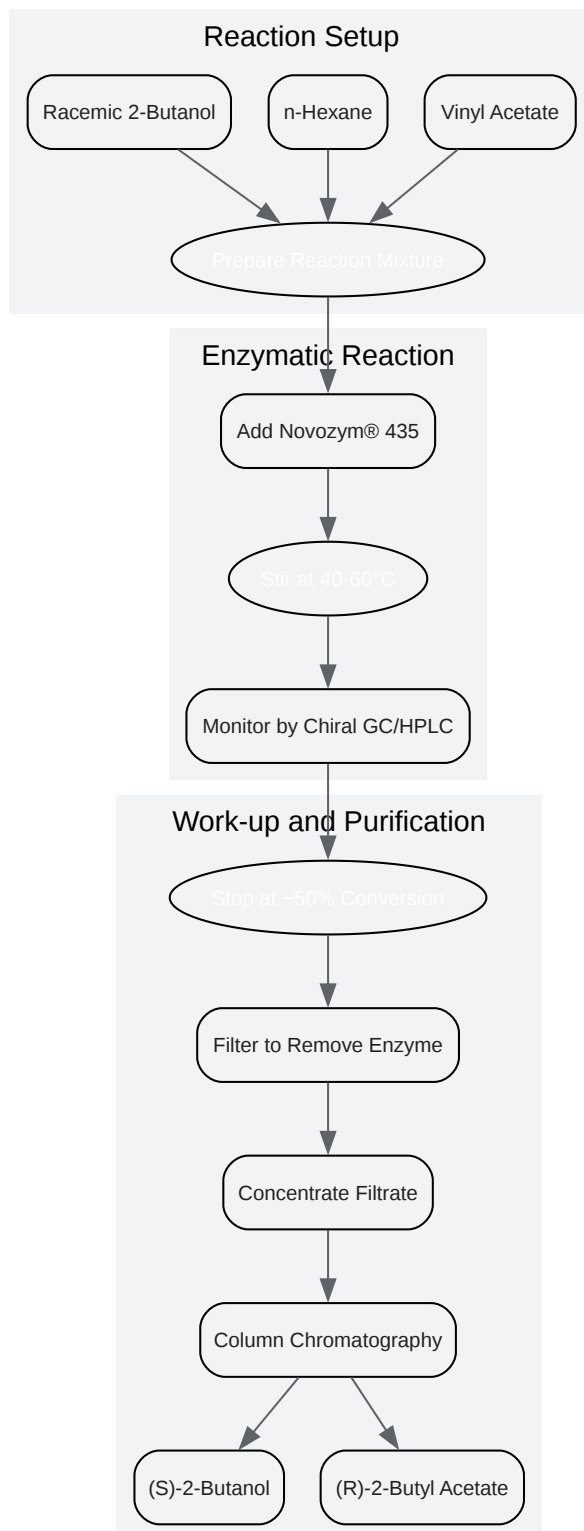 Reaction Setup
Racemic 2-Butanol
n-Hexane
Vinyl Acetate
Prepare Reaction Mixture
Enzymatic Reaction
Add Novozym® 435
Stir at 40-60°C
Monitor by Chiral GC/HPLC
Work-up and Purification
Stop at ~50% Conversion
Filter to Remove Enzyme
Concentrate Filtrate
Column Chromatography
(S)-2-Butanol
(R)-2-Butyl Acetate